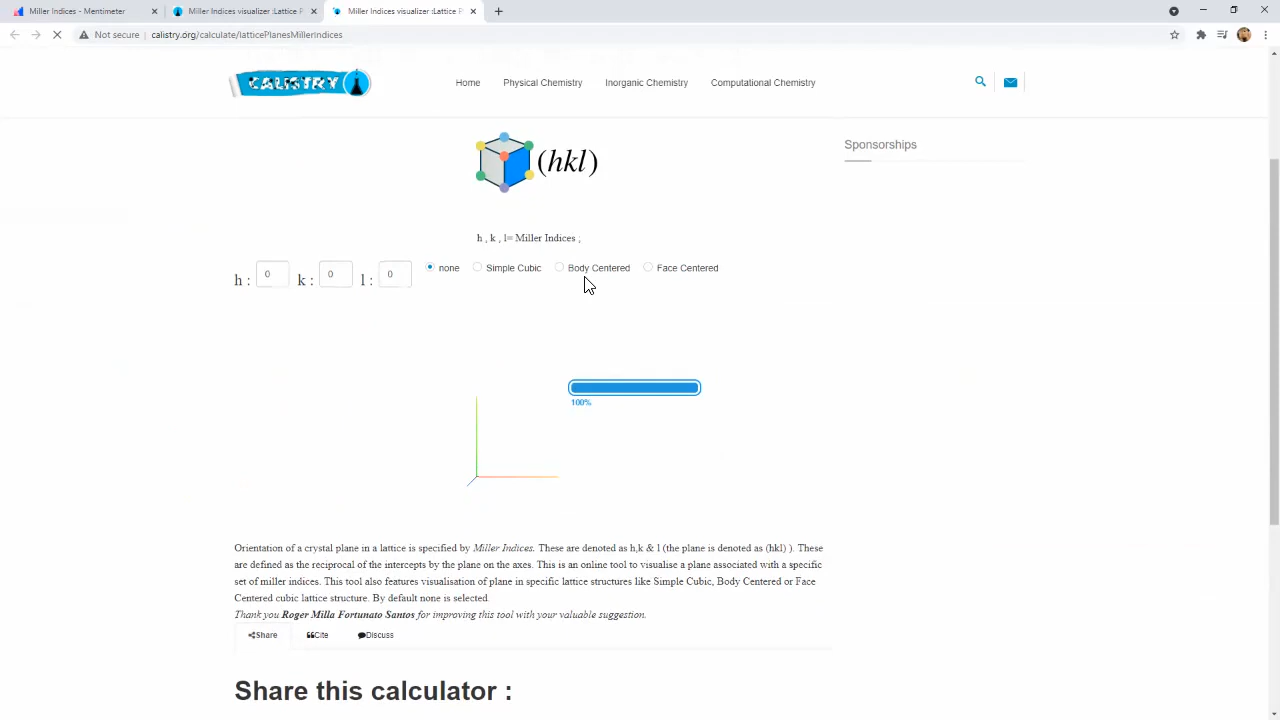 Miller Indices - Mentimeter
Miller Indices visualizer :Lattice P
Miller Indices visualizer :Lattice P
Not secure calistry.org/calculate/latticePlanesMillerIndices
CALISTRY
Home Physical Chemistry Inorganic Chemistry Computational Chemistry
(hkl)
Sponsorships
h , k , l= Miller Indices ;
h : 0 k : 0 l : 0 none Simple Cubic Body Centered Face Centered
100%
Orientation of a crystal plane in a lattice is specified by Miller Indices. These are denoted as h,k & l (the plane is denoted as (hkl) ). These
are defined as the reciprocal of the intercepts by the plane on the axes. This is an online tool to visualise a plane associated with a specific
set of miller indices. This tool also features visualisation of plane in specific lattice structures like Simple Cubic, Body Centered or Face
Centered cubic lattice structure. By default none is selected.
Thank you Roger Milla Fortunato Santos for improving this tool with your valuable suggestion.
Share Cite Discuss
Share this calculator :